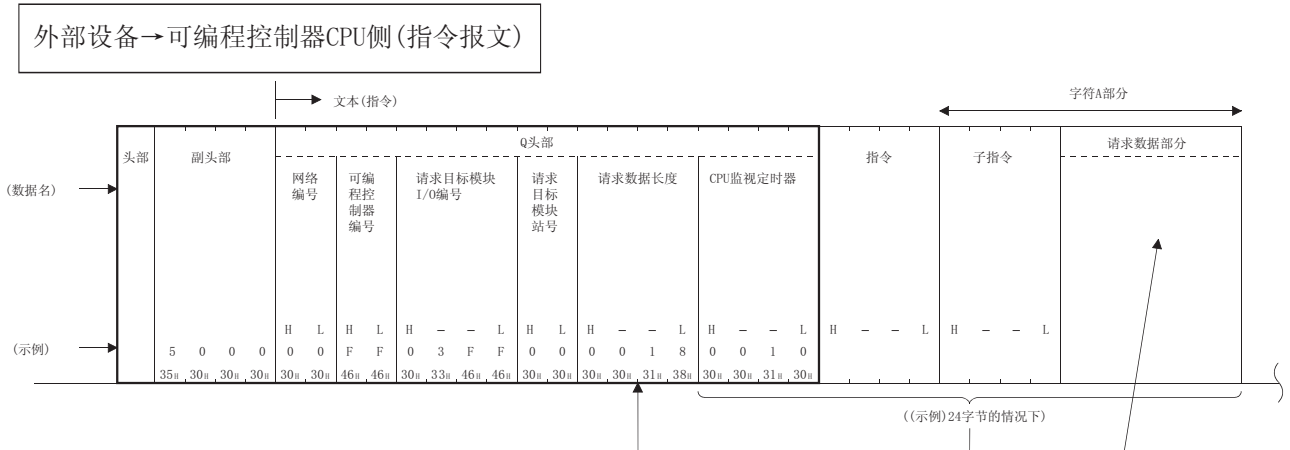 外部设备→可编程控制器CPU侧(指令报文)
文本(指令)
字符A部分
Q头部
头部 副头部 指令 子指令 请求数据部分
(数据名)
网络编号
可编程控制器编号
请求目标模块I/O编号
请求目标模块站号
请求数据长度
CPU监视定时器
H L H L H - - L H L H - - L H - - L H - - L H - - L
(示例) 5 0 0 0 0 0 F F 0 3 F F 0 0 0 0 1 8 0 0 1 0
35H 30H 30H 30H 30H 30H 46H 46H 30H 33H 46H 46H 30H 30H 30H 30H 31H 38H 30H 30H 31H 30H
((示例)24字节的情况下)